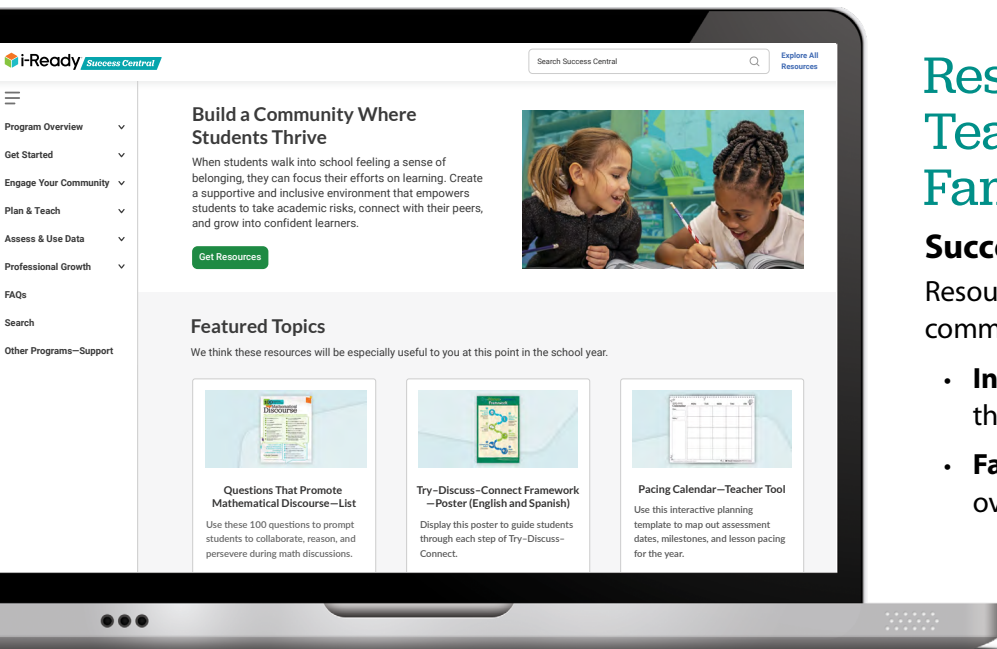 i-Ready Success Central
Search Success Central
Explore All
Resources
Program Overview
Get Started
Engage Your Community
Plan & Teach
Assess & Use Data
Professional Growth
FAQs
Search
Other Programs—Support
Build a Community Where
Students Thrive
When students walk into school feeling a sense of
belonging, they can focus their efforts on learning. Create
a supportive and inclusive environment that empowers
students to take academic risks, connect with their peers,
and grow into confident learners.
Get Resources
Featured Topics
We think these resources will be especially useful to you at this point in the school year.
Discourse
Questions That Promote
Mathematical Discourse—List
Use these 100 questions to prompt
students to collaborate, reason, and
persevere during math discussions.
Try–Discuss–Connect Framework
—Poster (English and Spanish)
Display this poster to guide students
through each step of Try–Discuss–
Connect.
Pacing Calendar—Teacher Tool
Use this interactive planning
template to map out assessment
dates, milestones, and lesson pacing
for the year.
Res
Tea
Fam
Succe
Resou
comm
• In
th
• Fa
ov